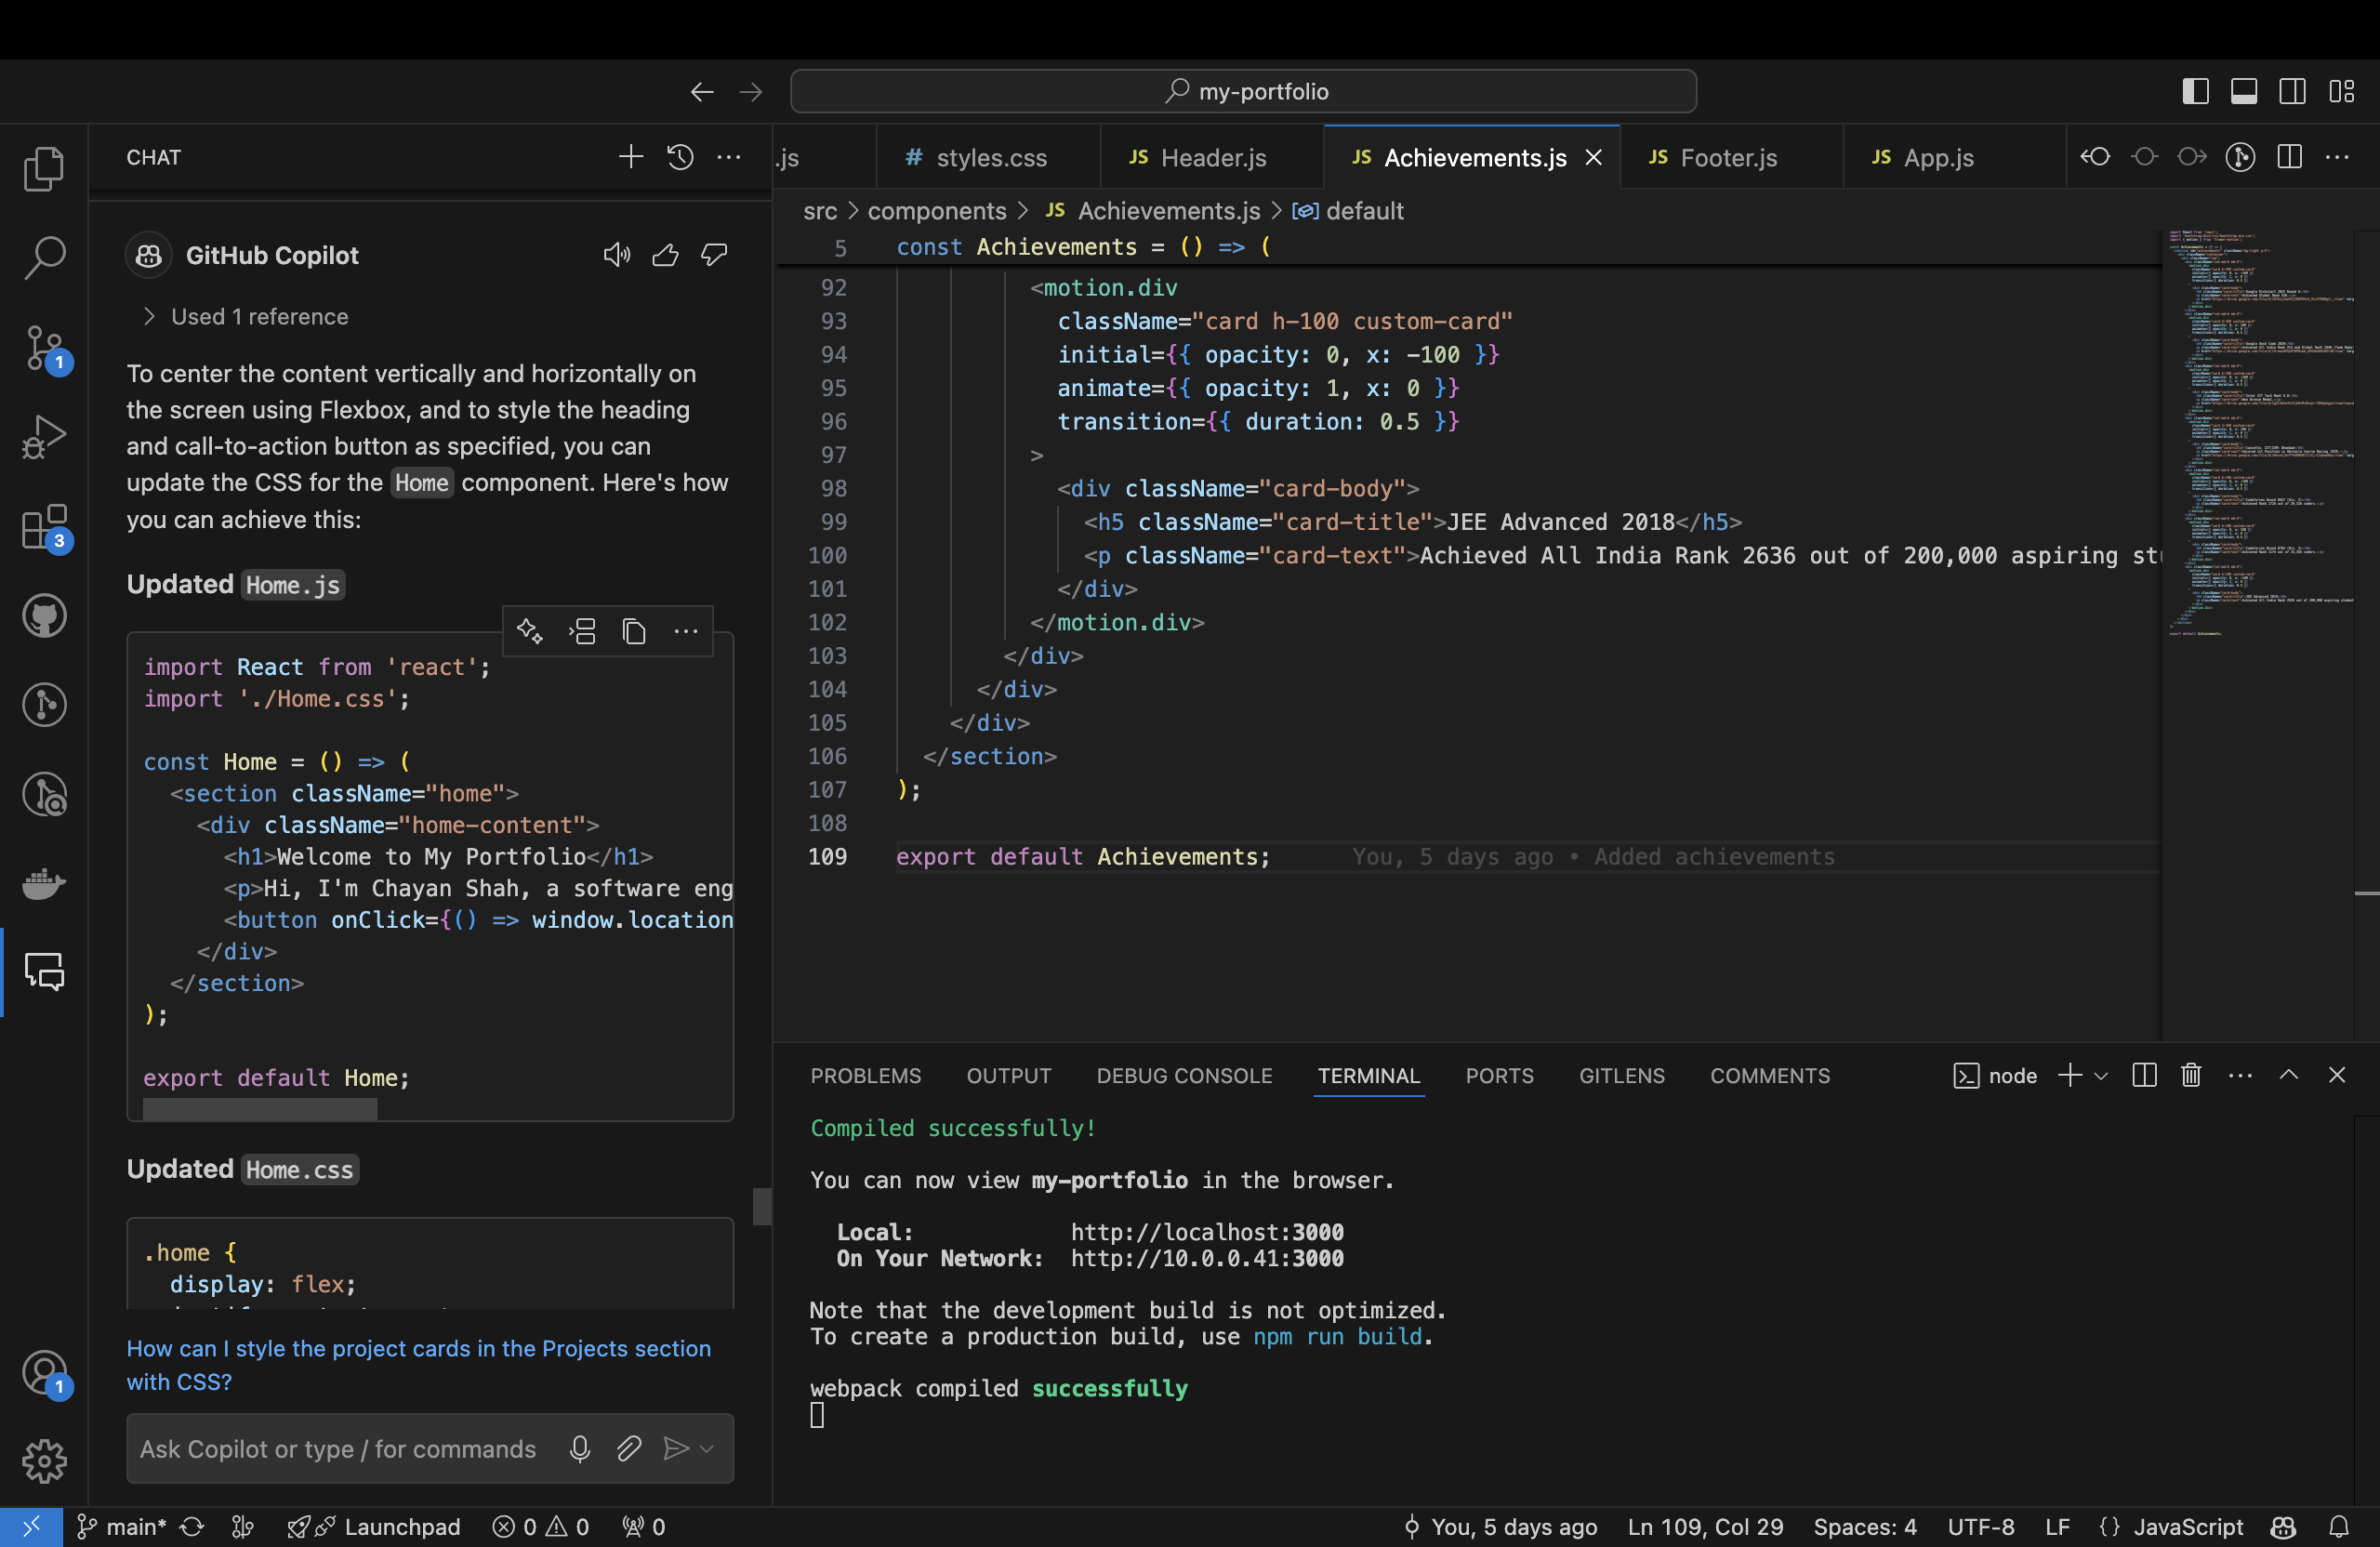 my-portfolio
CHAT
.js
# styles.css
JS Header.js
JS Achievements.js
JS Footer.js
JS App.js
src > components > JS Achievements.js > default
GitHub Copilot
Used 1 reference
To center the content vertically and horizontally on
the screen using Flexbox, and to style the heading
and call-to-action button as specified, you can
update the CSS for the Home component. Here's how
you can achieve this:
Updated Home.js
import React from 'react';
import './Home.css';
const Home = () => (
<section className="home">
<div className="home-content">
<h1>Welcome to My Portfolio</h1>
<p>Hi, I'm Chayan Shah, a software eng
<button onClick={() => window.location
</div>
</section>
);
export default Home;
Updated Home.css
.home {
display: flex;
How can I style the project cards in the Projects section
with CSS?
Ask Copilot or type / for commands
5 const Achievements = () => (
92 <motion.div
93 className="card h-100 custom-card"
94 initial={{ opacity: 0, x: -100 }}
95 animate={{ opacity: 1, x: 0 }}
96 transition={{ duration: 0.5 }}
97 >
98 <div className="card-body">
99 <h5 className="card-title">JEE Advanced 2018</h5>
100 <p className="card-text">Achieved All India Rank 2636 out of 200,000 aspiring stu
101 </div>
102 </motion.div>
103 </div>
104 </div>
105 </div>
106 </section>
107 );
108
109 export default Achievements; You, 5 days ago • Added achievements
PROBLEMS OUTPUT DEBUG CONSOLE TERMINAL PORTS GITLENS COMMENTS
node
Compiled successfully!
You can now view my-portfolio in the browser.
Local: http://localhost:3000
On Your Network: http://10.0.0.41:3000
Note that the development build is not optimized.
To create a production build, use npm run build.
webpack compiled successfully
1
3
1
main* Launchpad 0 0 0
You, 5 days ago Ln 109, Col 29 Spaces: 4 UTF-8 LF {} JavaScript